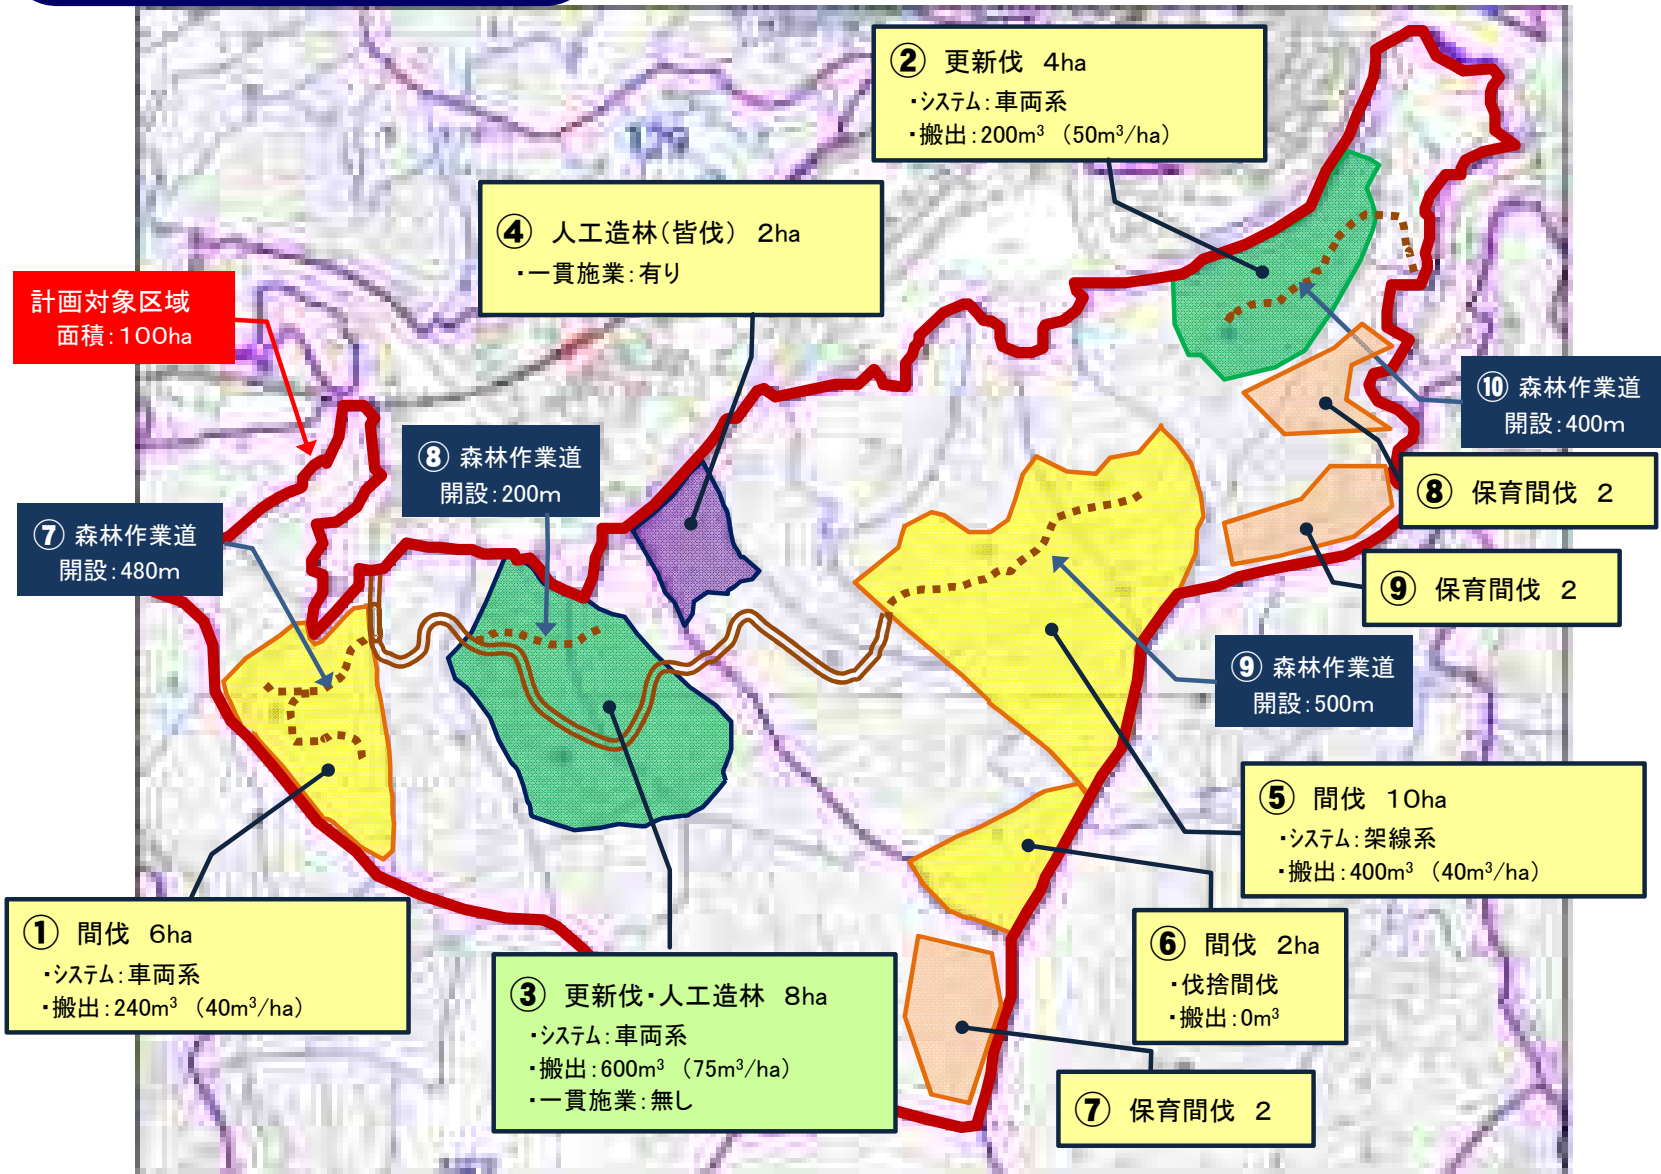 ② 更新伐 4ha
・システム：車両系
・搬出：200m³ （50m³/ha）
④ 人工造林（皆伐） 2ha
・一貫施業：有り
計画対象区域
面積：100ha
⑩ 森林作業道
開設：400m
⑧ 森林作業道
開設：200m
⑧ 保育間伐 2
⑦ 森林作業道
開設：480m
⑨ 保育間伐 2
⑨ 森林作業道
開設：500m
⑤ 間伐 10ha
・システム：架線系
・搬出：400m³ （40m³/ha）
① 間伐 6ha
・システム：車両系
・搬出：240m³ （40m³/ha）
⑥ 間伐 2ha
・伐捨間伐
・搬出：0m³
③ 更新伐・人工造林 8ha
・システム：車両系
・搬出：600m³ （75m³/ha）
・一貫施業：無し
⑦ 保育間伐 2